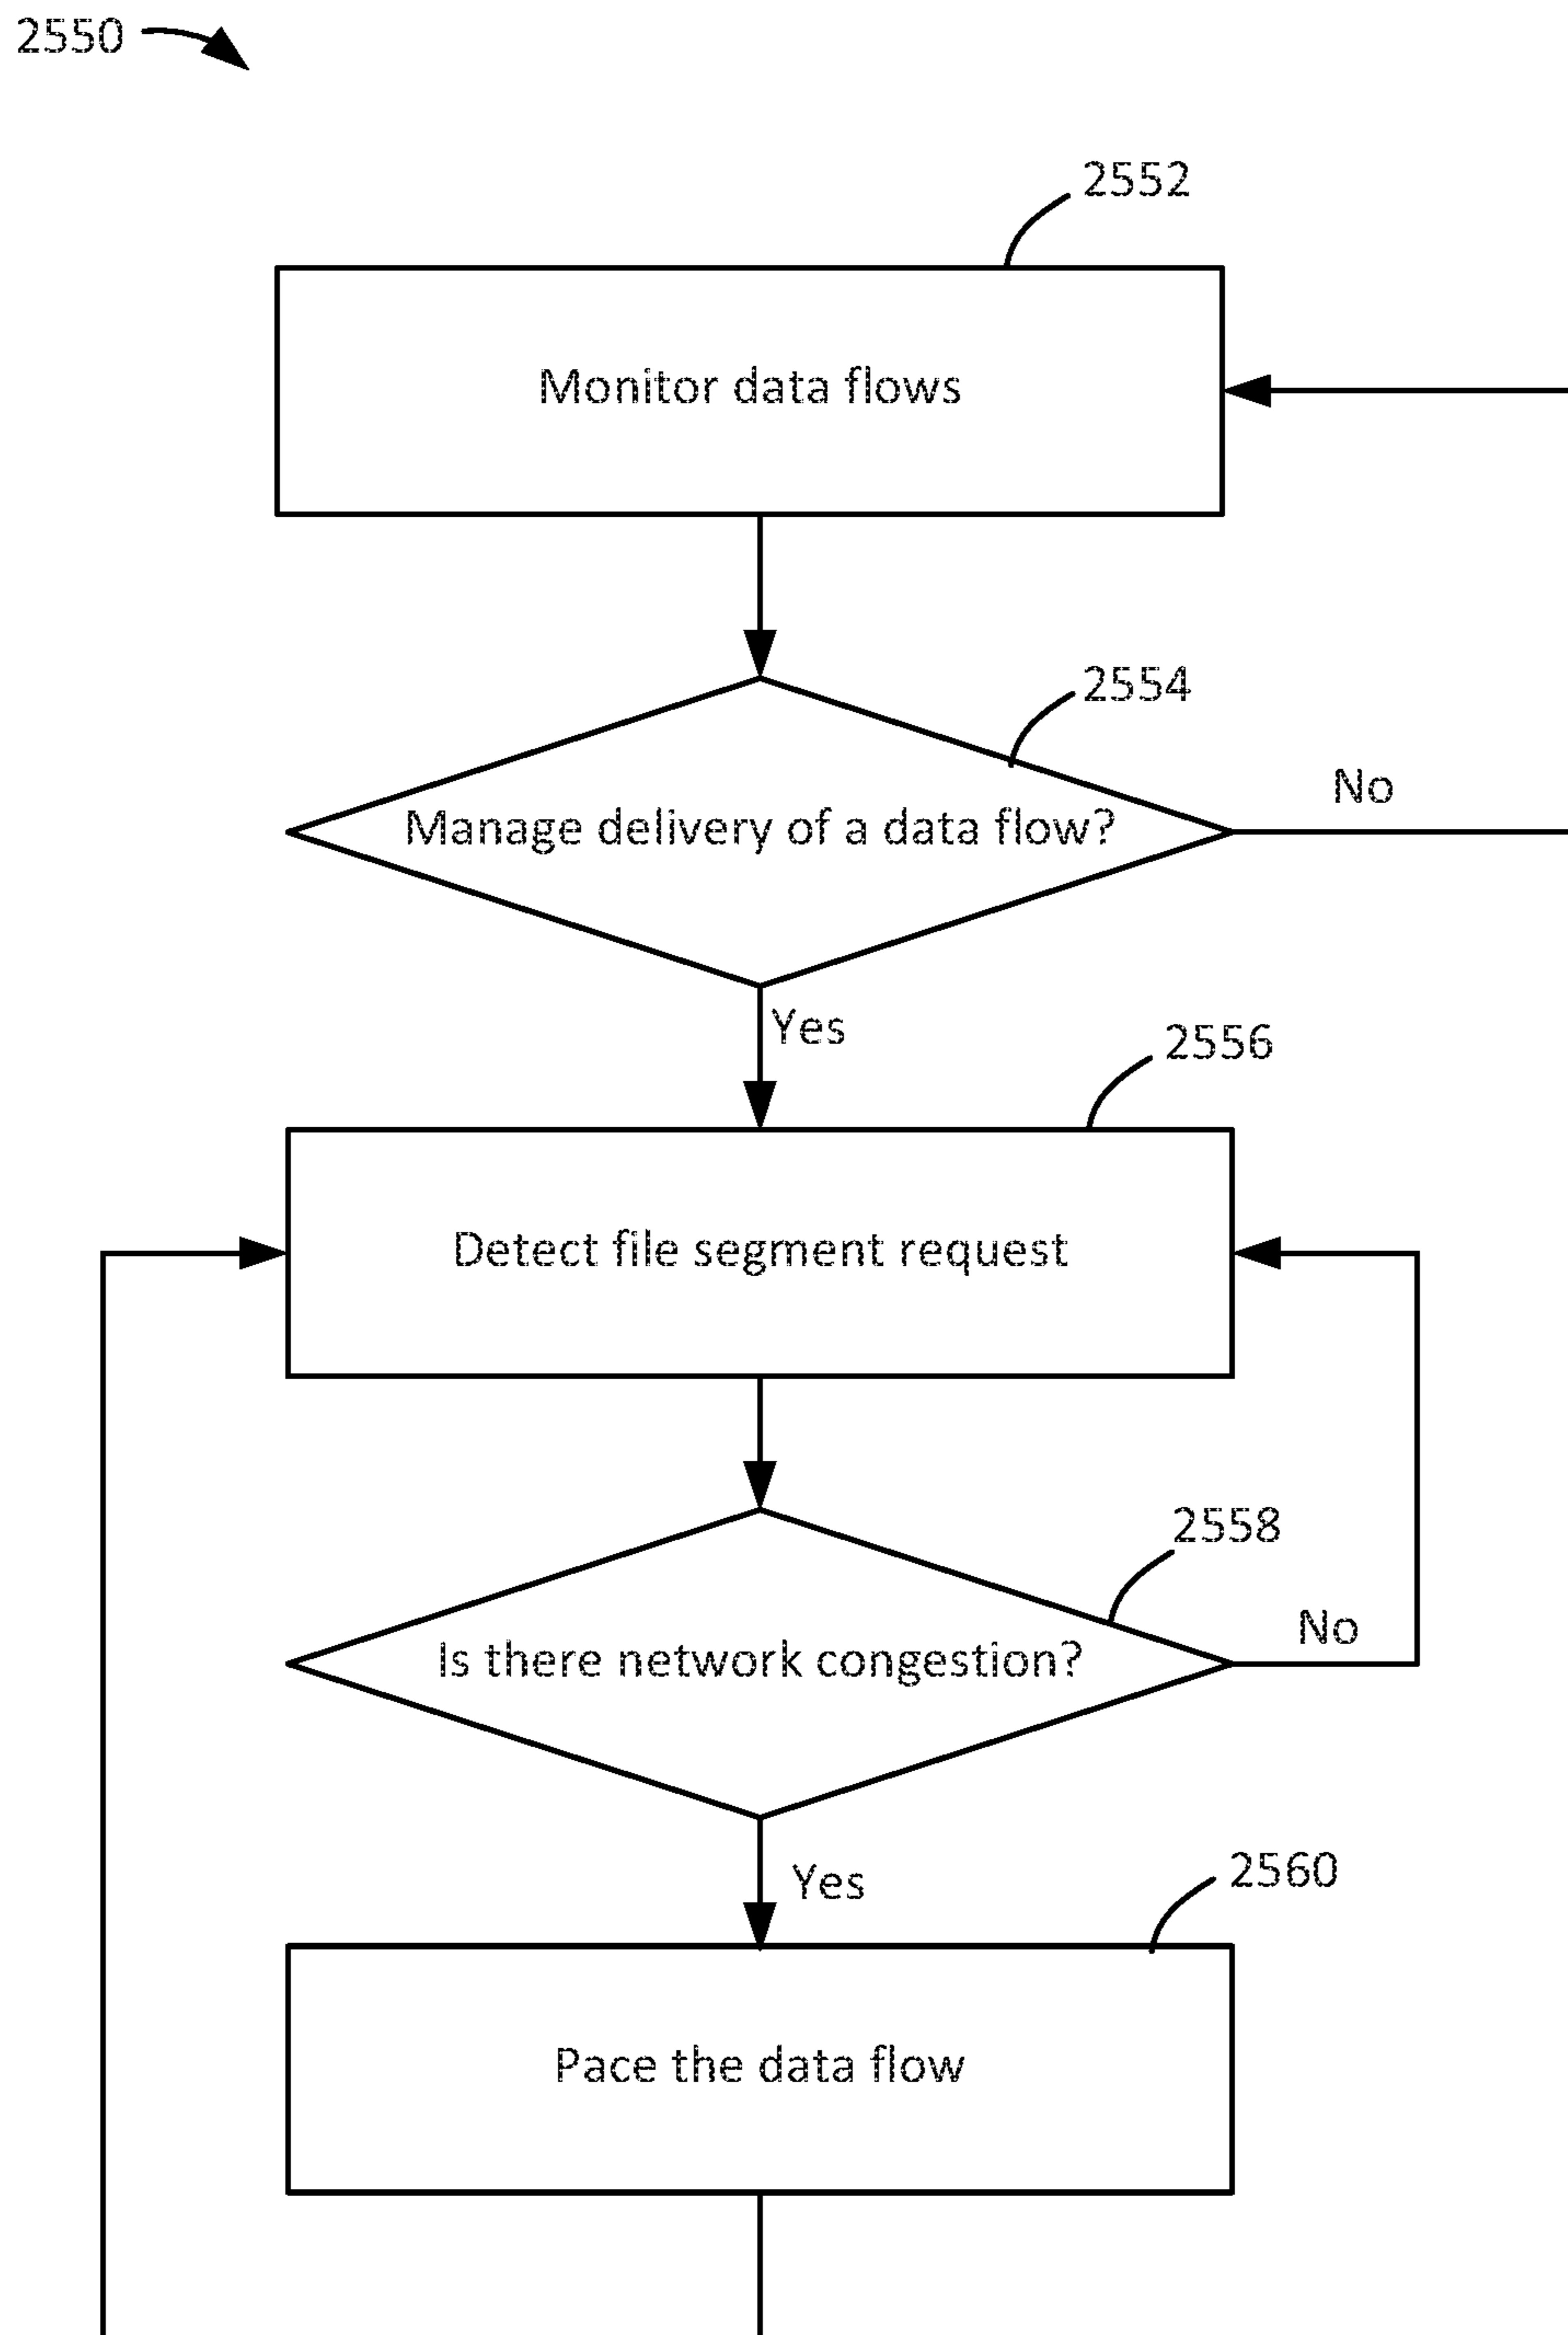 2550
2552
Monitor data flows
2554
Manage delivery of a data flow?
No
Yes
2556
Detect file segment request
2558
Is there network congestion?
No
Yes
2560
Pace the data flow